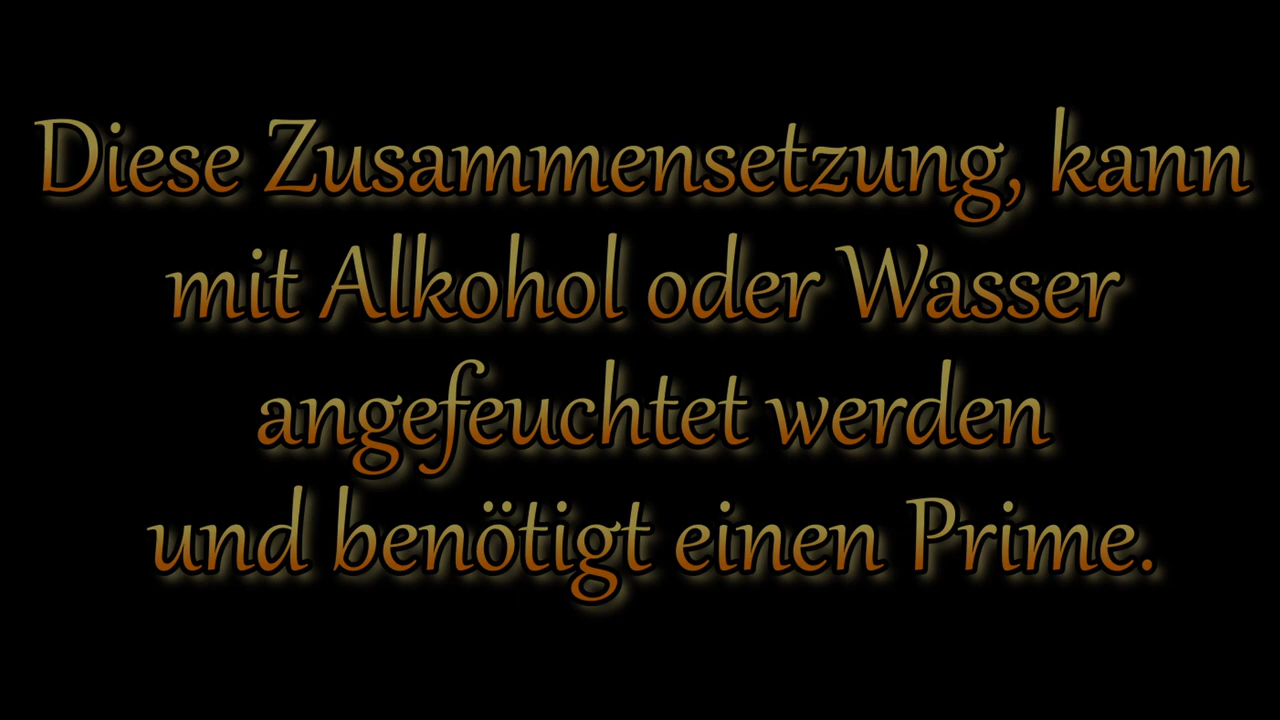 Diese Zusammensetzung, kann
mit Alkohol oder Wasser
angefeuchtet werden
und benötigt einen Prime.